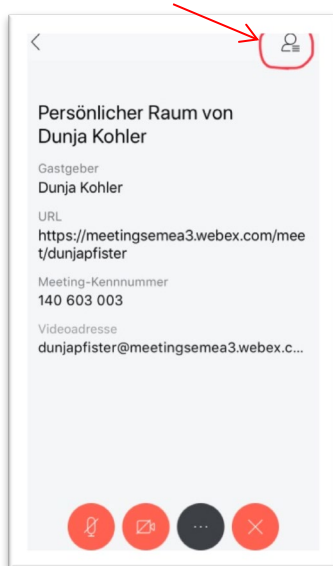 Persönlicher Raum von
Dunja Kohler
Gastgeber
Dunja Kohler
URL
https://meetingsemea3.webex.com/mee
t/dunjapfister
Meeting-Kennnummer
140 603 003
Videoadresse
dunjapfister@meetingsemea3.webex.c...